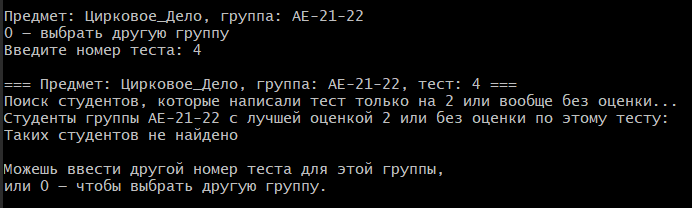 Предмет: Цирковое_Дело, группа: АЕ-21-22
0 — выбрать другую группу
Введите номер теста: 4
=== Предмет: Цирковое_Дело, группа: АЕ-21-22, тест: 4 ===
Поиск студентов, которые написали тест только на 2 или вообще без оценки...
Студенты группы АЕ-21-22 с лучшей оценкой 2 или без оценки по этому тесту:
Таких студентов не найдено
Можешь ввести другой номер теста для этой группы,
или 0 — чтобы выбрать другую группу.